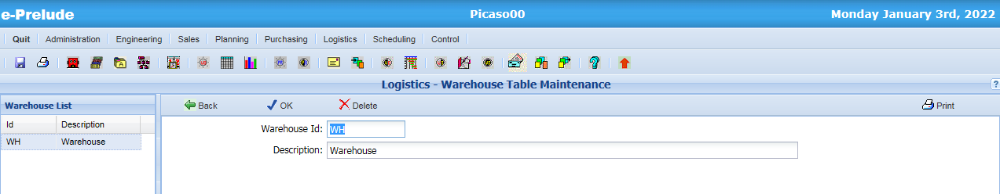 e-Prelude Picaso00 Monday January 3rd, 2022
Quit Administration Engineering Sales Planning Purchasing Logistics Scheduling Control
Logistics - Warehouse Table Maintenance ?
Warehouse List Back OK Delete Print
Id Description
Warehouse Id: WH
WH Warehouse
Description: Warehouse